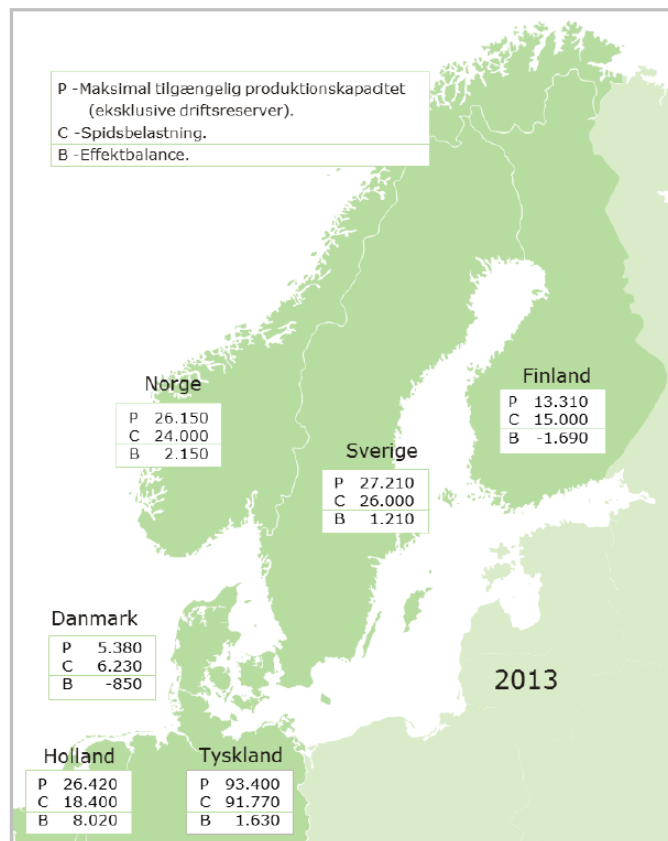 P -Maksimal tilgængelig produktionskapacitet
(eksklusive driftsreserver).
C -Spidsbelastning.
B -Effektbalance.
Norge
P 26.150
C 24.000
B 2.150
Finland
P 13.310
C 15.000
B -1.690
Sverige
P 27.210
C 26.000
B 1.210
Danmark
P 5.380
C 6.230
B -850
2013
Holland
P 26.420
C 18.400
B 8.020
Tyskland
P 93.400
C 91.770
B 1.630